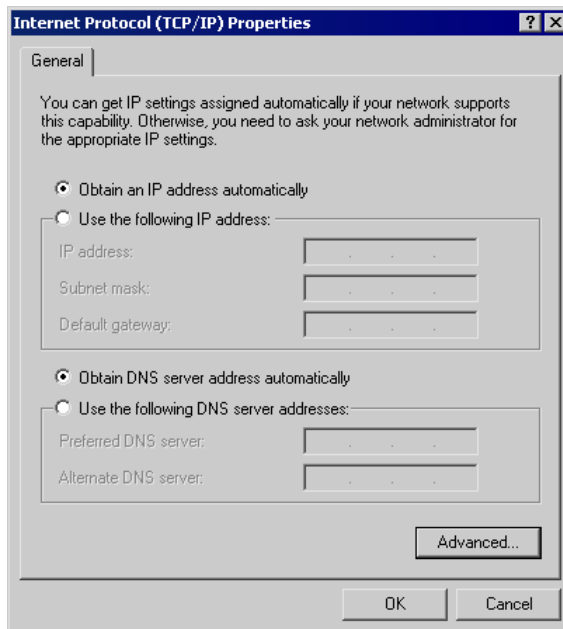 Internet Protocol (TCP/IP) Properties
General
You can get IP settings assigned automatically if your network supports
this capability. Otherwise, you need to ask your network administrator for
the appropriate IP settings.
Obtain an IP address automatically
Use the following IP address:
IP address:
Subnet mask:
Default gateway:
Obtain DNS server address automatically
Use the following DNS server addresses:
Preferred DNS server:
Alternate DNS server:
Advanced...
OK Cancel